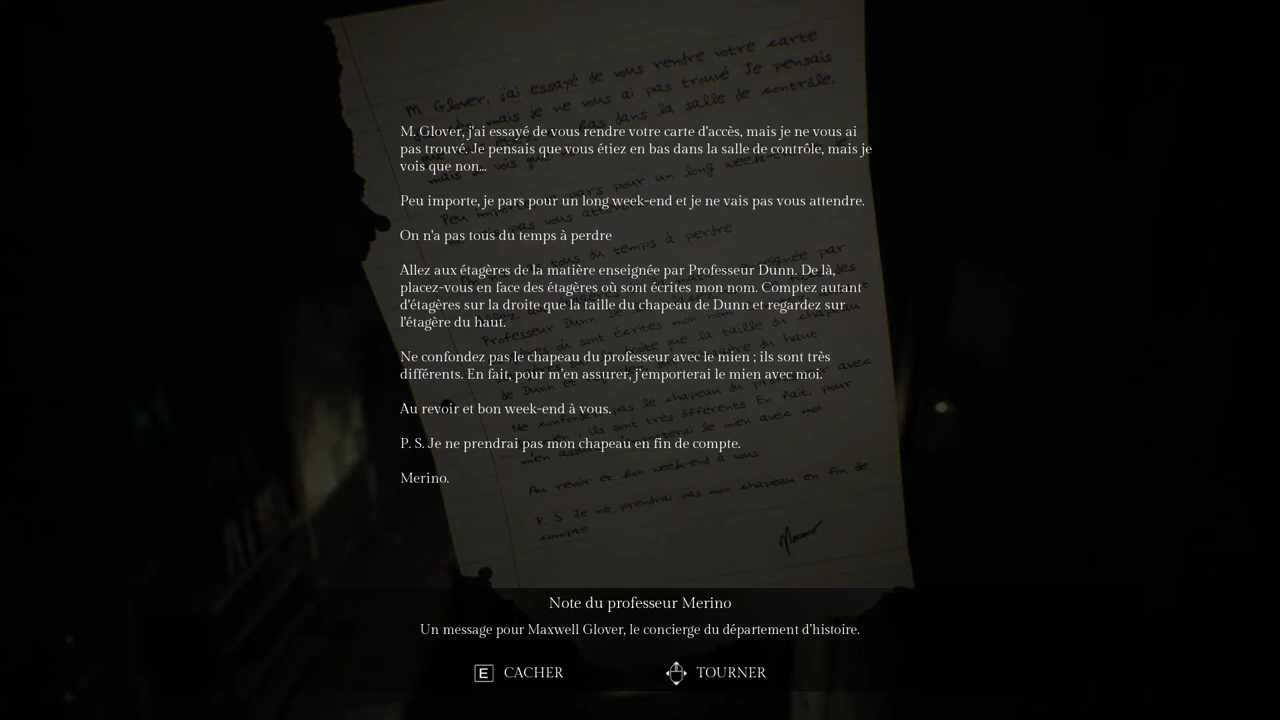 M. Glover, j'ai essayé de vous rendre votre carte d'accès, mais je ne vous ai
pas trouvé. Je pensais que vous étiez en bas dans la salle de contrôle, mais je
vois que non...
Peu importe, je pars pour un long week-end et je ne vais pas vous attendre.
On n'a pas tous du temps à perdre
Allez aux étagères de la matière enseignée par Professeur Dunn. De là,
placez-vous en face des étagères où sont écrites mon nom. Comptez autant
d'étagères sur la droite que la taille du chapeau de Dunn et regardez sur
l'étagère du haut.
Ne confondez pas le chapeau du professeur avec le mien ; ils sont très
différents. En fait, pour m'en assurer, j'emporterai le mien avec moi.
Au revoir et bon week-end à vous.
P. S. Je ne prendrai pas mon chapeau en fin de compte.
Merino.
Note du professeur Merino
Un message pour Maxwell Glover, le concierge du département d'histoire.
E CACHER
TOURNER